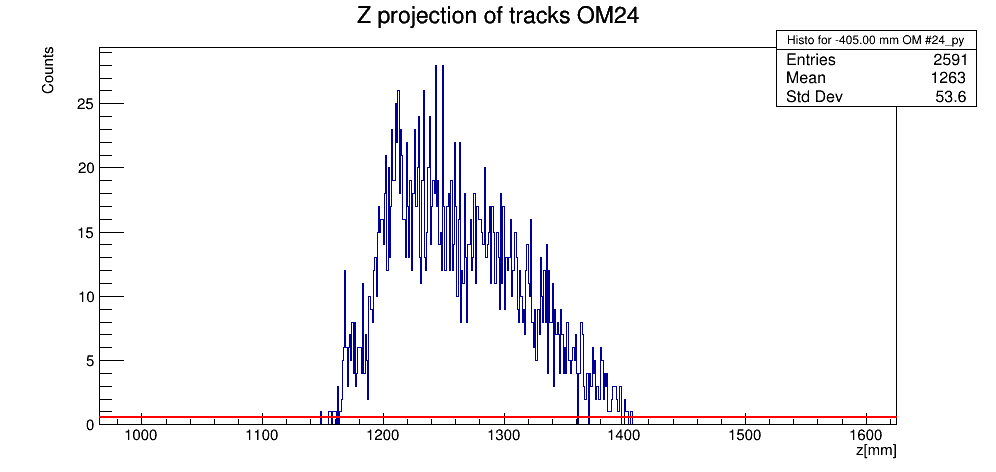 Z projection of tracks OM24
Histo for -405.00 mm OM #24_py
Entries 2591
Mean 1263
Std Dev 53.6
Counts
25
20
15
10
5
0
1000 1100 1200 1300 1400 1500 1600
z[mm]